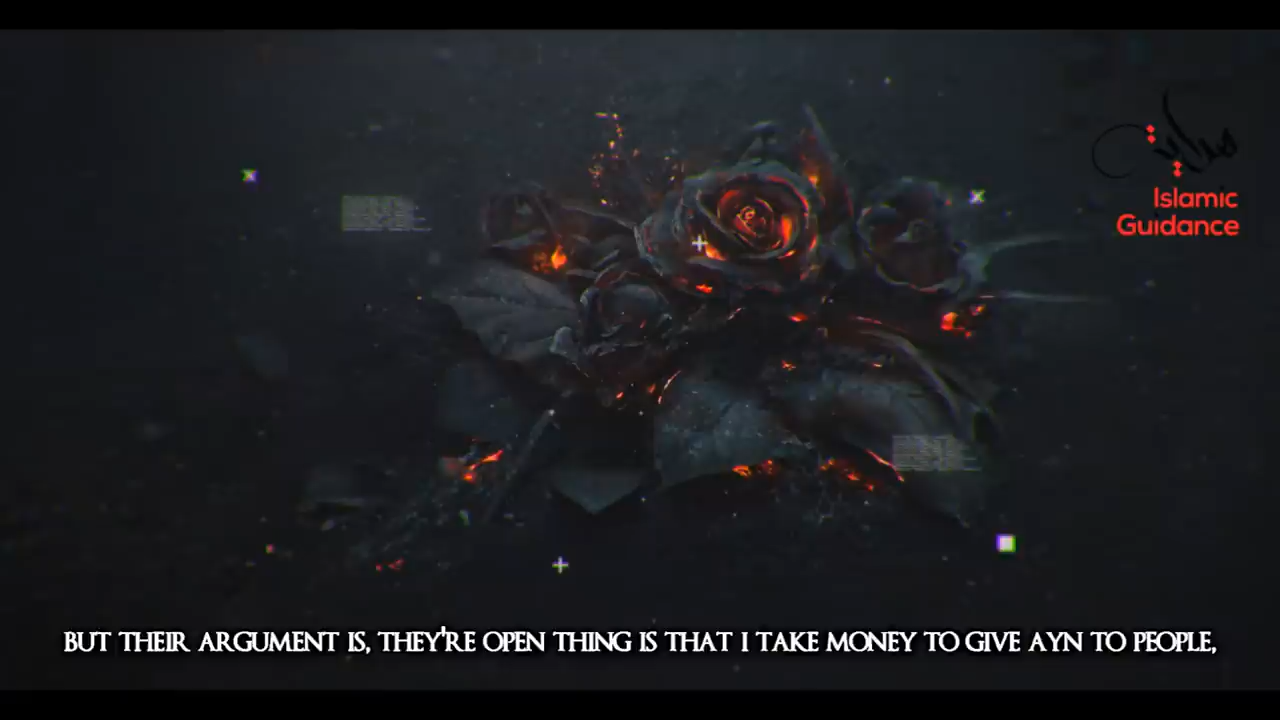 هداية
Islamic
Guidance
BUT THEIR ARGUMENT IS, THEY'RE OPEN THING IS THAT I TAKE MONEY TO GIVE AYN TO PEOPLE,